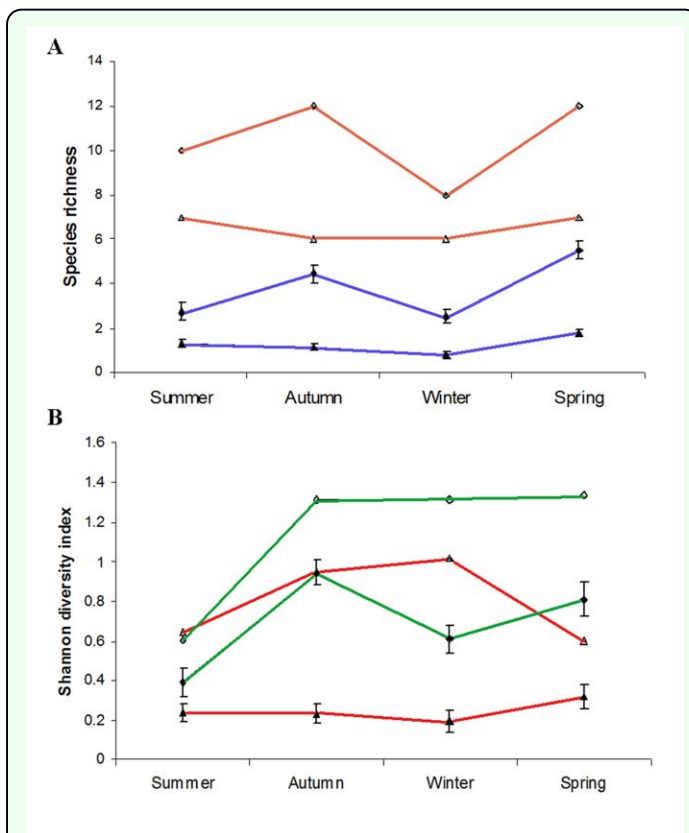 A
Species richness
14
12
10
8
6
4
2
0
Summer Autumn Winter Spring
B
Shannon diversity index
1.6
1.4
1.2
1
0.8
0.6
0.4
0.2
0
Summer Autumn Winter Spring